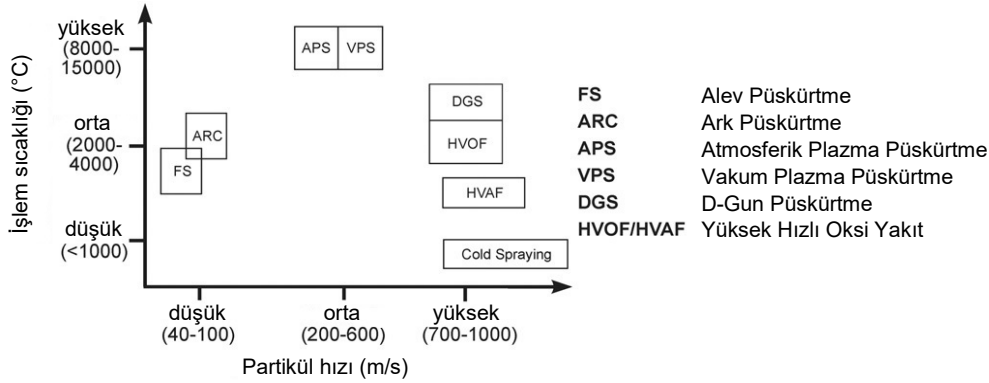 İşlem sıcaklığı (°C)
yüksek
(8000-
15000)
orta
(2000-
4000)
düşük
(<1000)
APS
VPS
DGS
ARC
HVOF
FS
HVAF
Cold Spraying
düşük
(40-100)
orta
(200-600)
yüksek
(700-1000)
Partikül hızı (m/s)
FS Alev Püskürtme
ARC Ark Püskürtme
APS Atmosferik Plazma Püskürtme
VPS Vakum Plazma Püskürtme
DGS D-Gun Püskürtme
HVOF/HVAF Yüksek Hızlı Oksi Yakıt